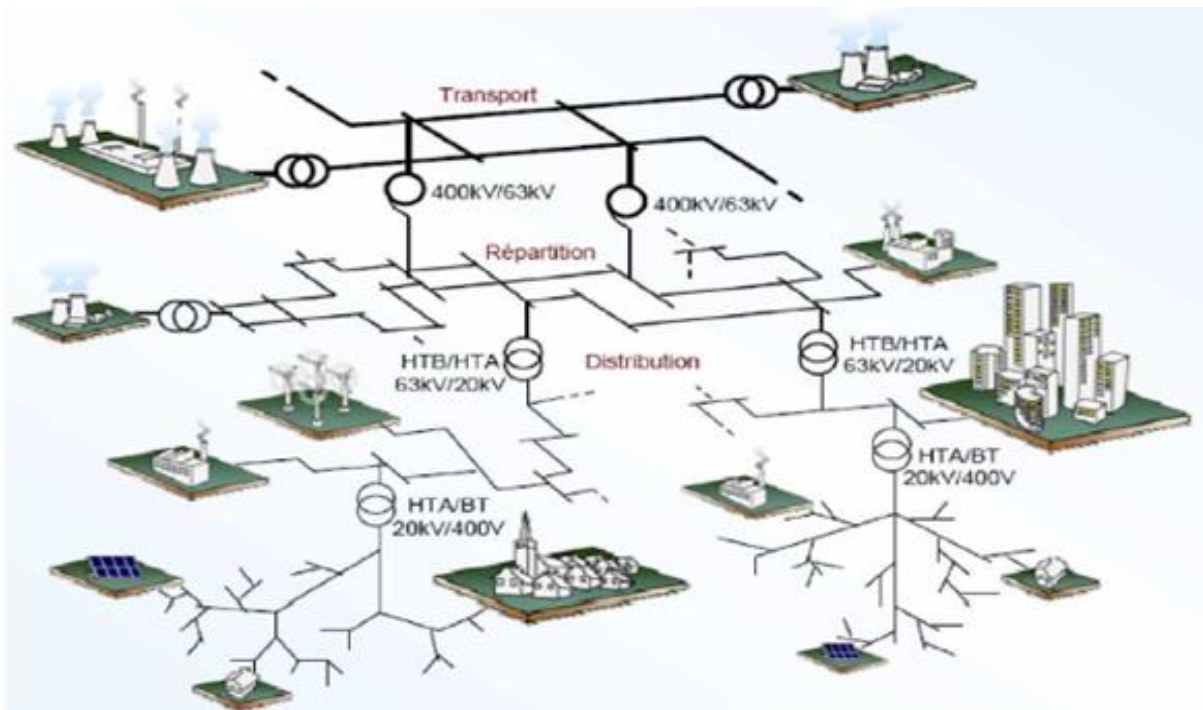 Transport
400kV/63kV
400kV/63kV
Répartition
HTB/HTA
63kV/20kV
Distribution
HTB/HTA
63kV/20kV
HTA/BT
20kV/400V
HTA/BT
20kV/400V